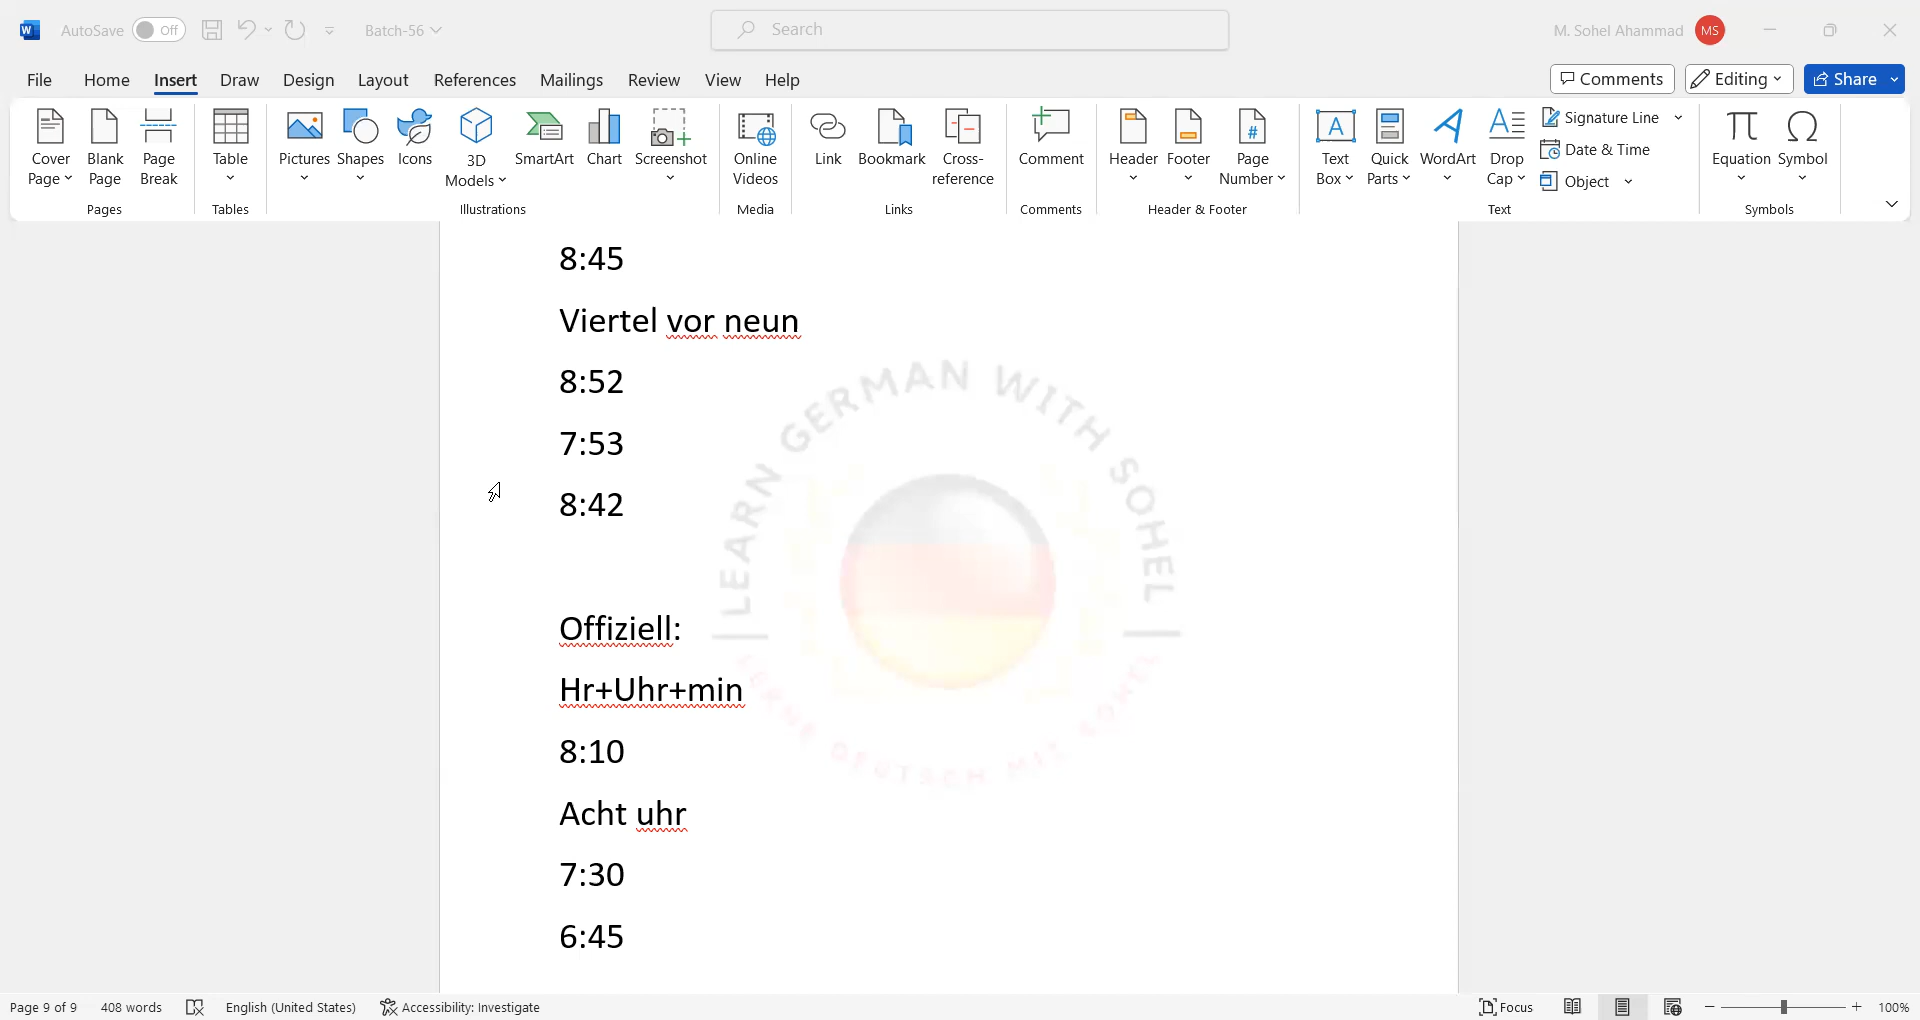 AutoSave Off Batch-56 Search M. Sohel Ahammad MS
File Home Insert Draw Design Layout References Mailings Review View Help Comments Editing Share
Cover Page Blank Page Page Break Table Pictures Shapes Icons 3D Models SmartArt Chart Screenshot Online Videos Link Bookmark Cross-reference Comment Header Footer Page Number Text Box Quick Parts WordArt Drop Cap Signature Line Date & Time Object Equation Symbol
Pages Tables Illustrations Media Links Comments Header & Footer Text Symbols
8:45
Viertel vor neun
8:52
7:53
8:42
Offiziell:
Hr+Uhr+min
8:10
Acht uhr
7:30
6:45
| LEARN GERMAN WITH SOHEL |
LERNE DEUTSCH MIT SOHEL
Page 9 of 9 408 words English (United States) Accessibility: Investigate Focus 100%